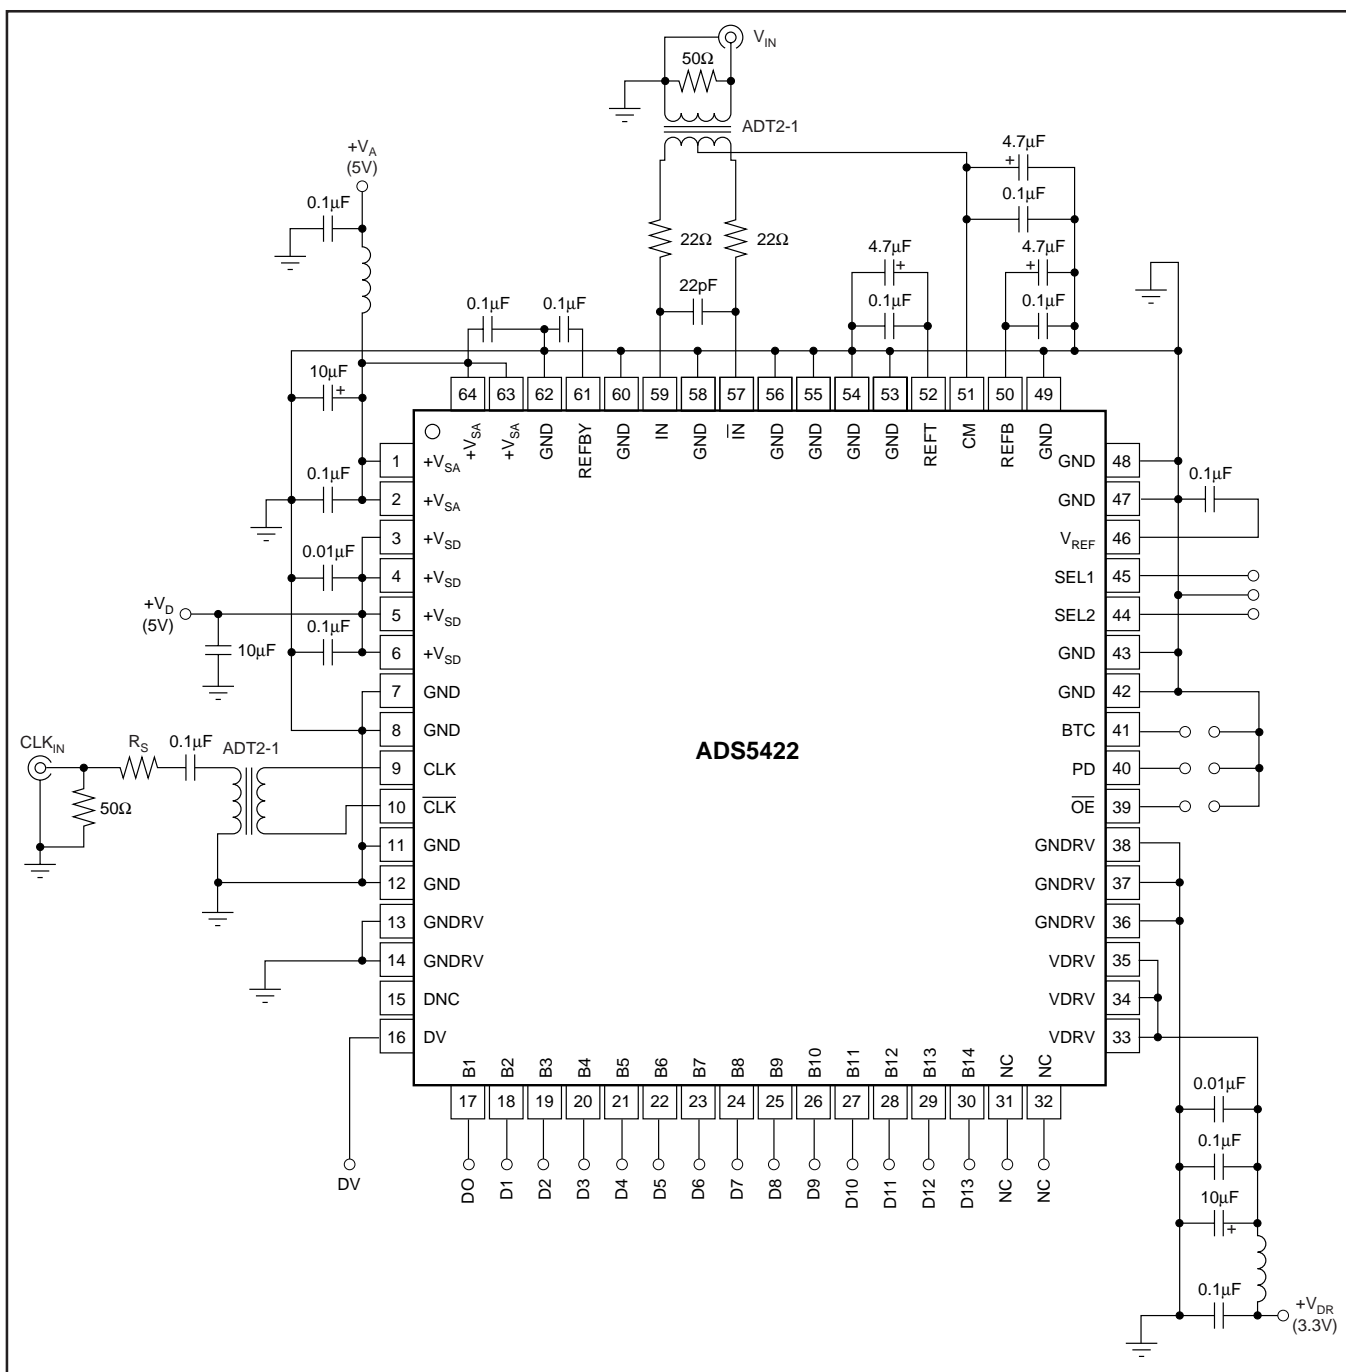 V_IN
50Ω
ADT2-1
+V_A
(5V)
0.1μF
4.7μF
0.1μF
22Ω 22Ω
4.7μF 4.7μF
22pF
0.1μF 0.1μF 0.1μF 0.1μF
10μF
64 63 62 61 60 59 58 57 56 55 54 53 52 51 50 49
+V_SA +V_SA GND REFBY GND IN GND I̅N̅ GND GND GND GND REFT CM REFB GND
1 +V_SA GND 48
0.1μF 0.1μF
2 +V_SA GND 47
3 +V_SD V_REF 46
0.01μF
4 +V_SD SEL1 45
+V_D
(5V)
5 +V_SD SEL2 44
0.1μF
10μF
6 +V_SD GND 43
7 GND GND 42
8 GND BTC 41
CLK_IN R_S 0.1μF ADT2-1
ADS5422
9 CLK PD 40
50Ω
10 C̅L̅K̅ O̅E̅ 39
11 GND GNDRV 38
12 GND GNDRV 37
13 GNDRV GNDRV 36
14 GNDRV VDRV 35
15 DNC VDRV 34
16 DV VDRV 33
B1 B2 B3 B4 B5 B6 B7 B8 B9 B10 B11 B12 B13 B14 NC NC
17 18 19 20 21 22 23 24 25 26 27 28 29 30 31 32
0.01μF
0.1μF
DV
DO D1 D2 D3 D4 D5 D6 D7 D8 D9 D10 D11 D12 D13 NC NC
10μF
+
0.1μF
+V_DR
(3.3V)